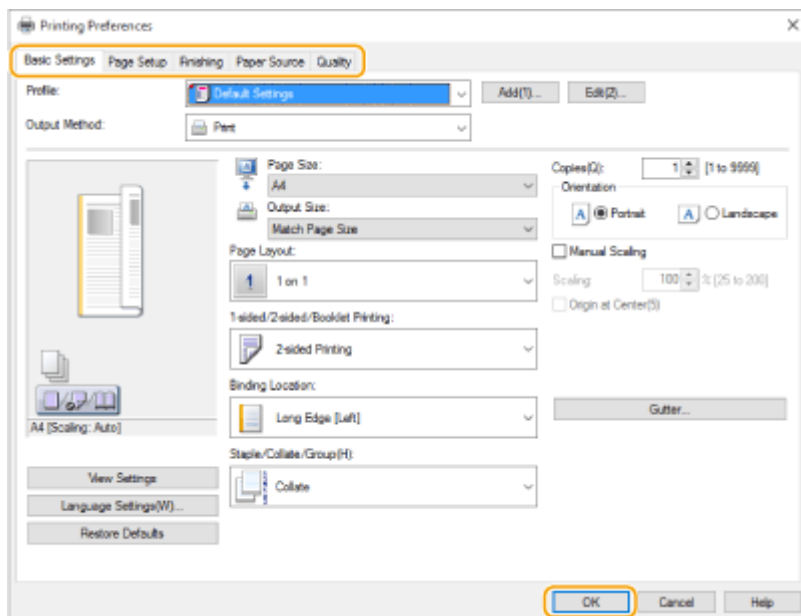 Printing Preferences
Basic Settings Page Setup Finishing Paper Source Quality
Profile: Default Settings Add(1)... Edit(2)...
Output Method: Print
Page Size:
A4
Copies(Q): 1 [1 to 9999]
Output Size:
Match Page Size
Orientation
A Portrait A Landscape
Page Layout:
1 1 on 1
Manual Scaling
Scaling: 100 % [25 to 200]
Origin at Center(5)
1-sided/2-sided/Booklet Printing:
2-sided Printing
Binding Location:
Long Edge [Left]
Gutter...
A4 [Scaling: Auto]
Staple/Collate/Group(H):
Collate
View Settings
Language Settings(W)...
Restore Defaults
OK Cancel Help